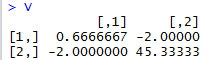 > V
[,1] [,2]
[1,] 0.6666667 -2.00000
[2,] -2.0000000 45.33333